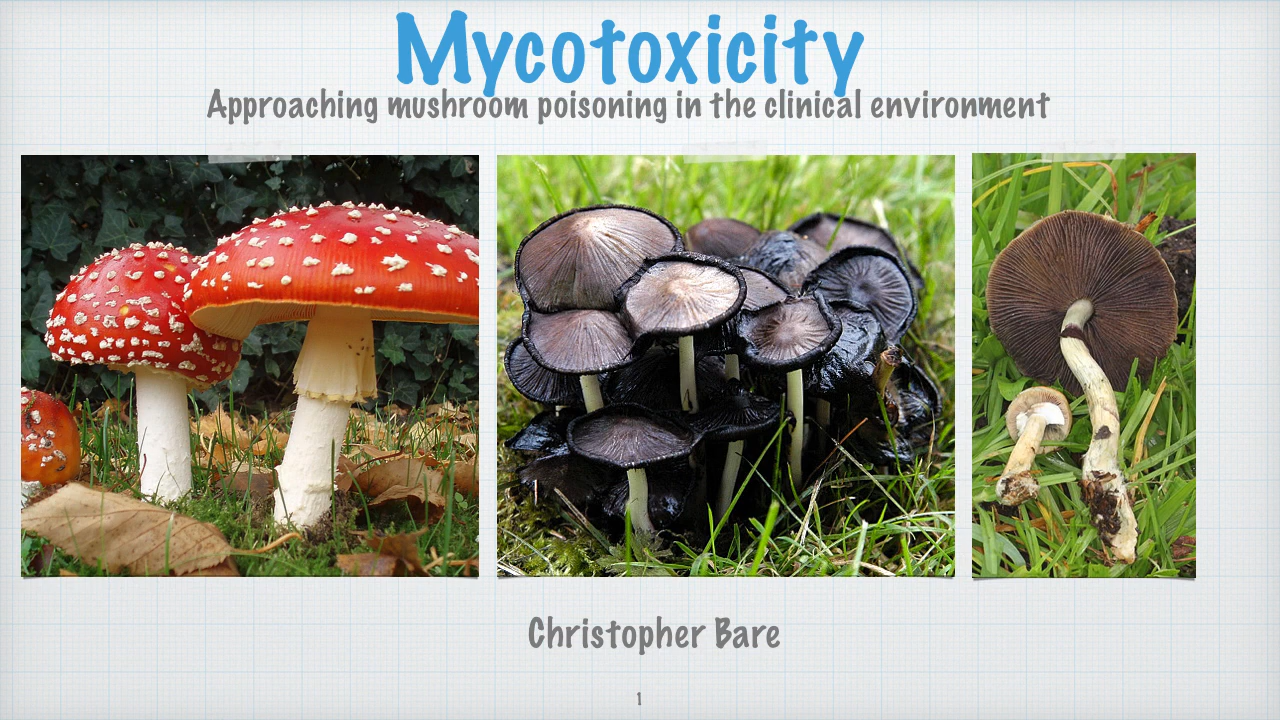 Mycotoxicity
Approaching mushroom poisoning in the clinical environment
Christopher Bare
1